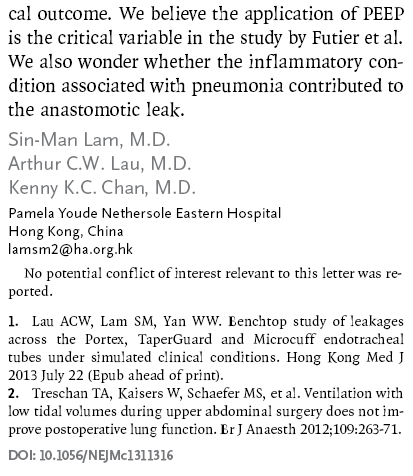 cal outcome. We believe the application of PEEP
is the critical variable in the study by Futier et al.
We also wonder whether the inflammatory con-
dition associated with pneumonia contributed to
the anastomotic leak.
Sin-Man Lam, M.D.
Arthur C.W. Lau, M.D.
Kenny K.C. Chan, M.D.
Pamela Youde Nethersole Eastern Hospital
Hong Kong, China
lamsm2@ha.org.hk
No potential conflict of interest relevant to this letter was re-
ported.
1. Lau ACW, Lam SM, Yan WW. Benchtop study of leakages
across the Portex, TaperGuard and Microcuff endotracheal
tubes under simulated clinical conditions. Hong Kong Med J
2013 July 22 (Epub ahead of print).
2. Treschan TA, Kaisers W, Schaefer MS, et al. Ventilation with
low tidal volumes during upper abdominal surgery does not im-
prove postoperative lung function. Br J Anaesth 2012;109:263-71.
DOI: 10.1056/NEJMc1311316